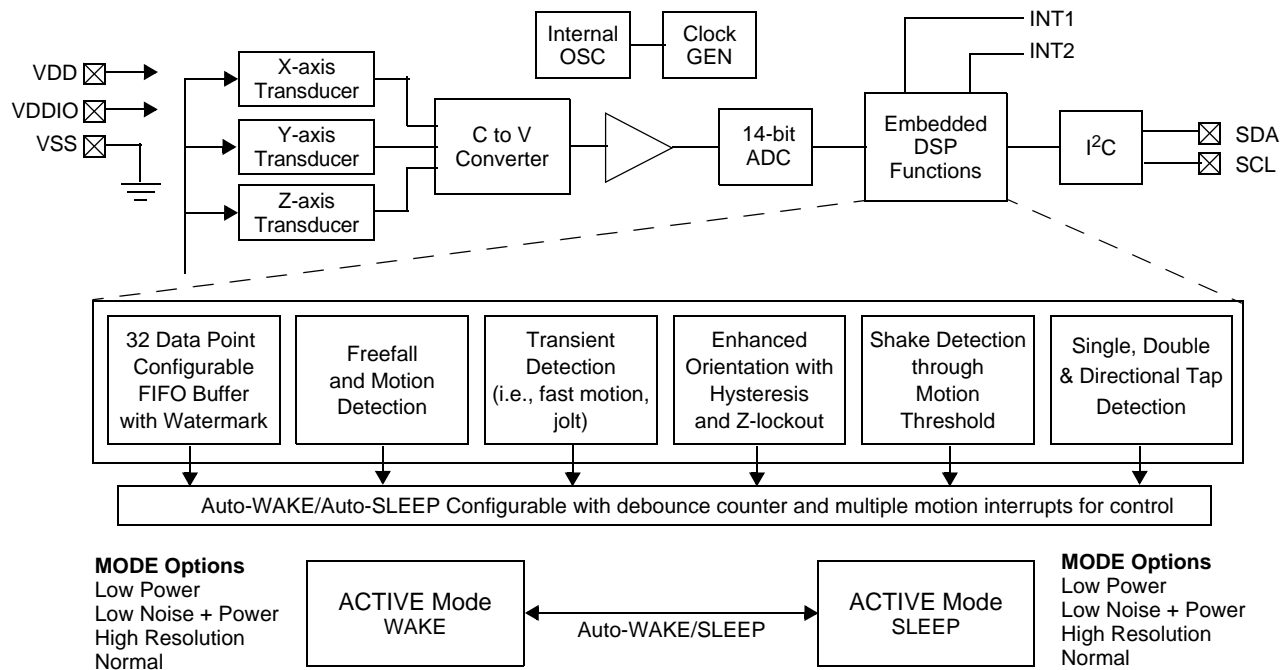 VDD
VDDIO
VSS
X-axis
Transducer
Y-axis
Transducer
Z-axis
Transducer
C to V
Converter
Internal
OSC
Clock
GEN
14-bit
ADC
Embedded
DSP
Functions
INT1
INT2
I²C
SDA
SCL
32 Data Point
Configurable
FIFO Buffer
with Watermark
Freefall
and Motion
Detection
Transient
Detection
(i.e., fast motion,
jolt)
Enhanced
Orientation with
Hysteresis
and Z-lockout
Shake Detection
through
Motion
Threshold
Single, Double
& Directional Tap
Detection
Auto-WAKE/Auto-SLEEP Configurable with debounce counter and multiple motion interrupts for control
MODE Options
Low Power
Low Noise + Power
High Resolution
Normal
ACTIVE Mode
WAKE
Auto-WAKE/SLEEP
ACTIVE Mode
SLEEP
MODE Options
Low Power
Low Noise + Power
High Resolution
Normal